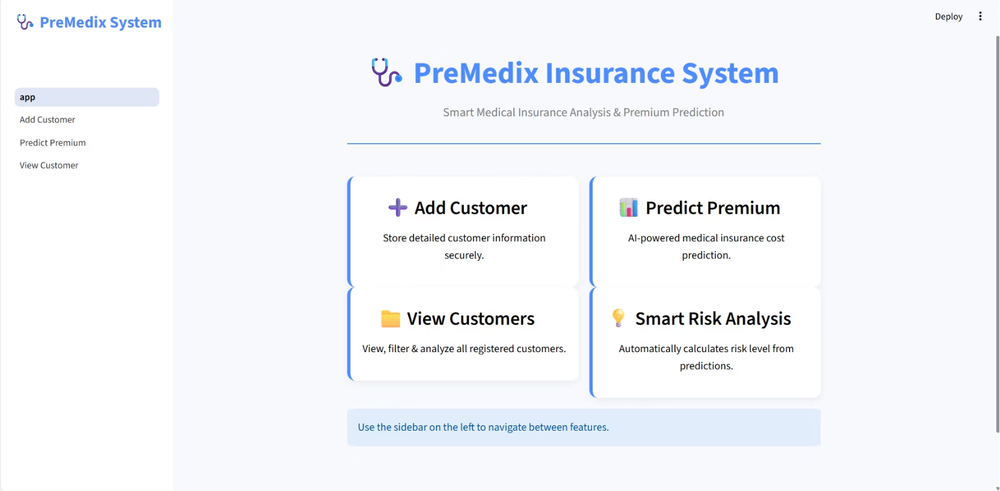 PreMedix System
app
Add Customer
Predict Premium
View Customer
Deploy
PreMedix Insurance System
Smart Medical Insurance Analysis & Premium Prediction
Add Customer
Store detailed customer information
securely.
Predict Premium
AI-powered medical insurance cost
prediction.
View Customers
View, filter & analyze all registered customers.
Smart Risk Analysis
Automatically calculates risk level from
predictions.
Use the sidebar on the left to navigate between features.